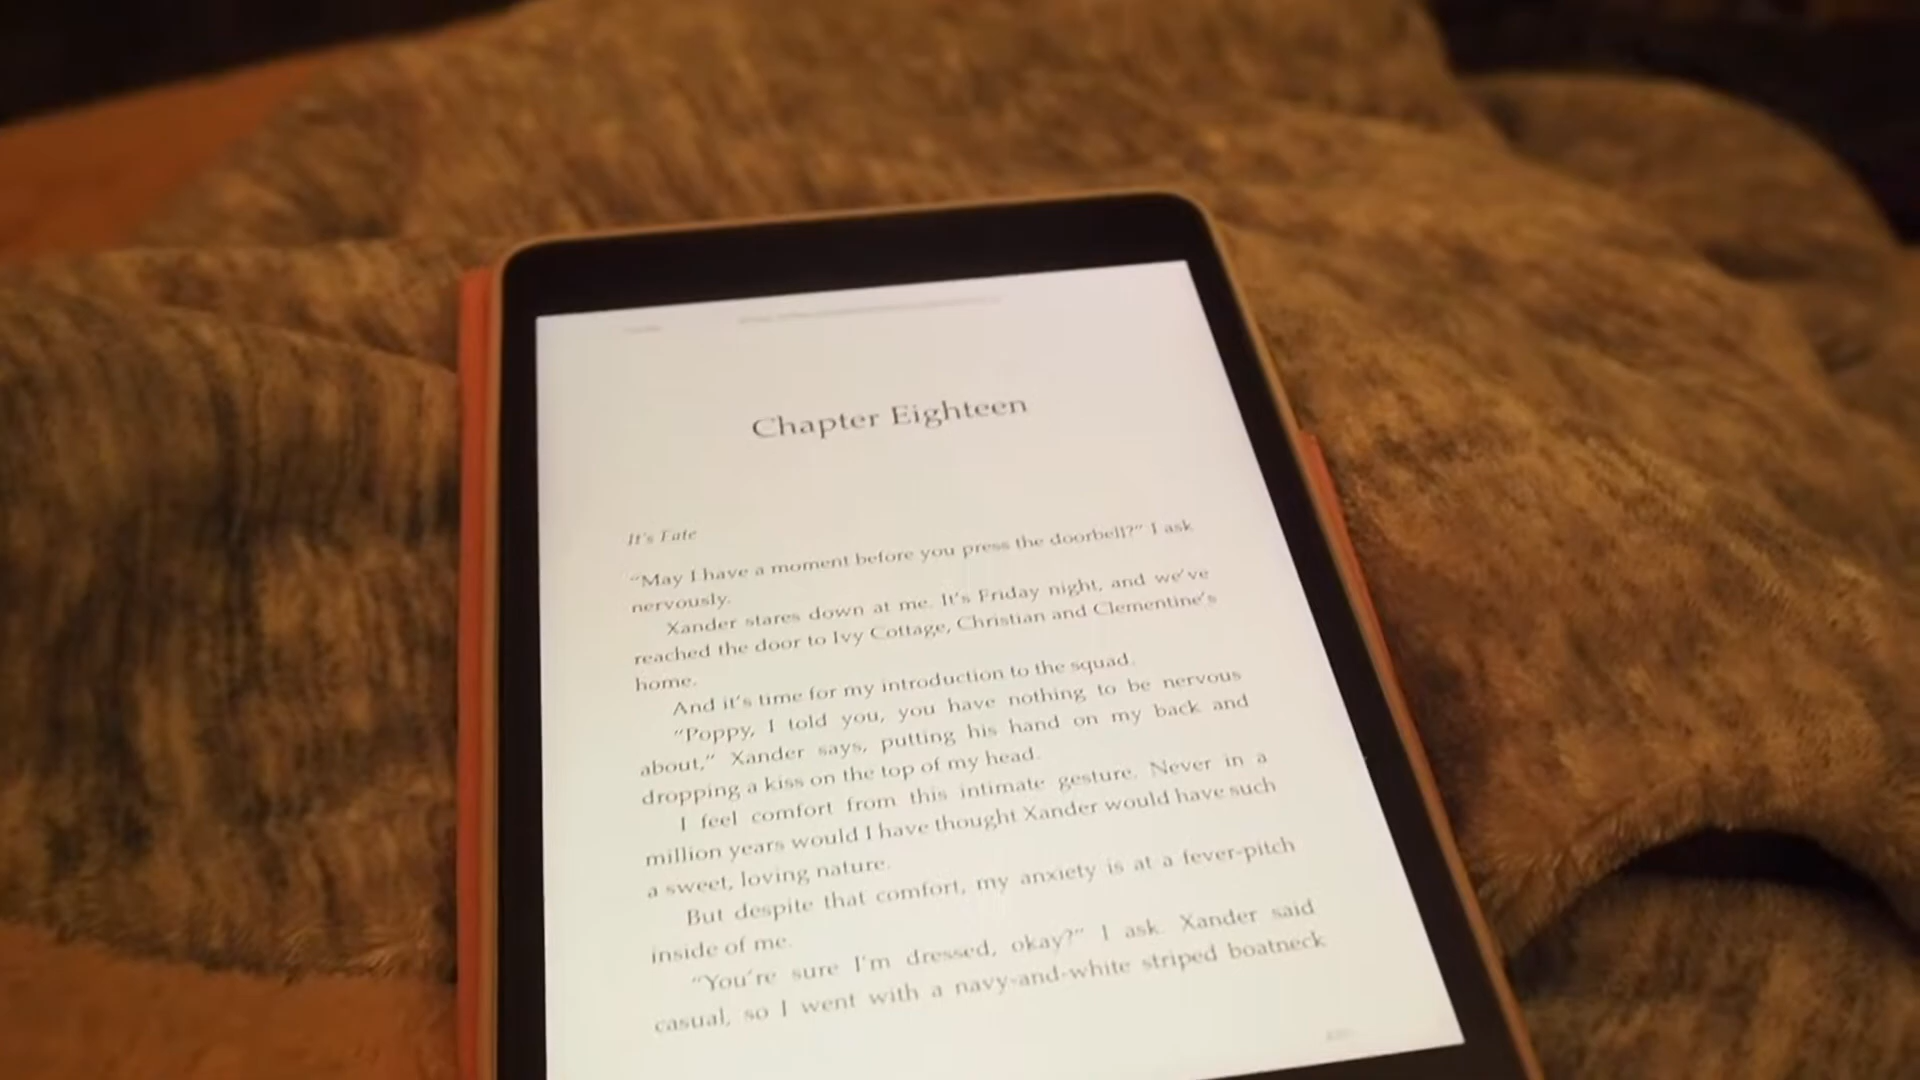 Chapter Eighteen
It's Fate
“May I have a moment before you press the doorbell?” I ask
nervously.
Xander stares down at me. It’s Friday night, and we’ve
reached the door to Ivy Cottage, Christian and Clementine’s
home.
And it’s time for my introduction to the squad.
“Poppy, I told you, you have nothing to be nervous
about,” Xander says, putting his hand on my back and
dropping a kiss on the top of my head.
I feel comfort from this intimate gesture. Never in a
million years would I have thought Xander would have such
a sweet, loving nature.
But despite that comfort, my anxiety is at a fever-pitch
inside of me.
“You’re sure I’m dressed, okay?” I ask. Xander said
casual, so I went with a navy-and-white striped boatneck